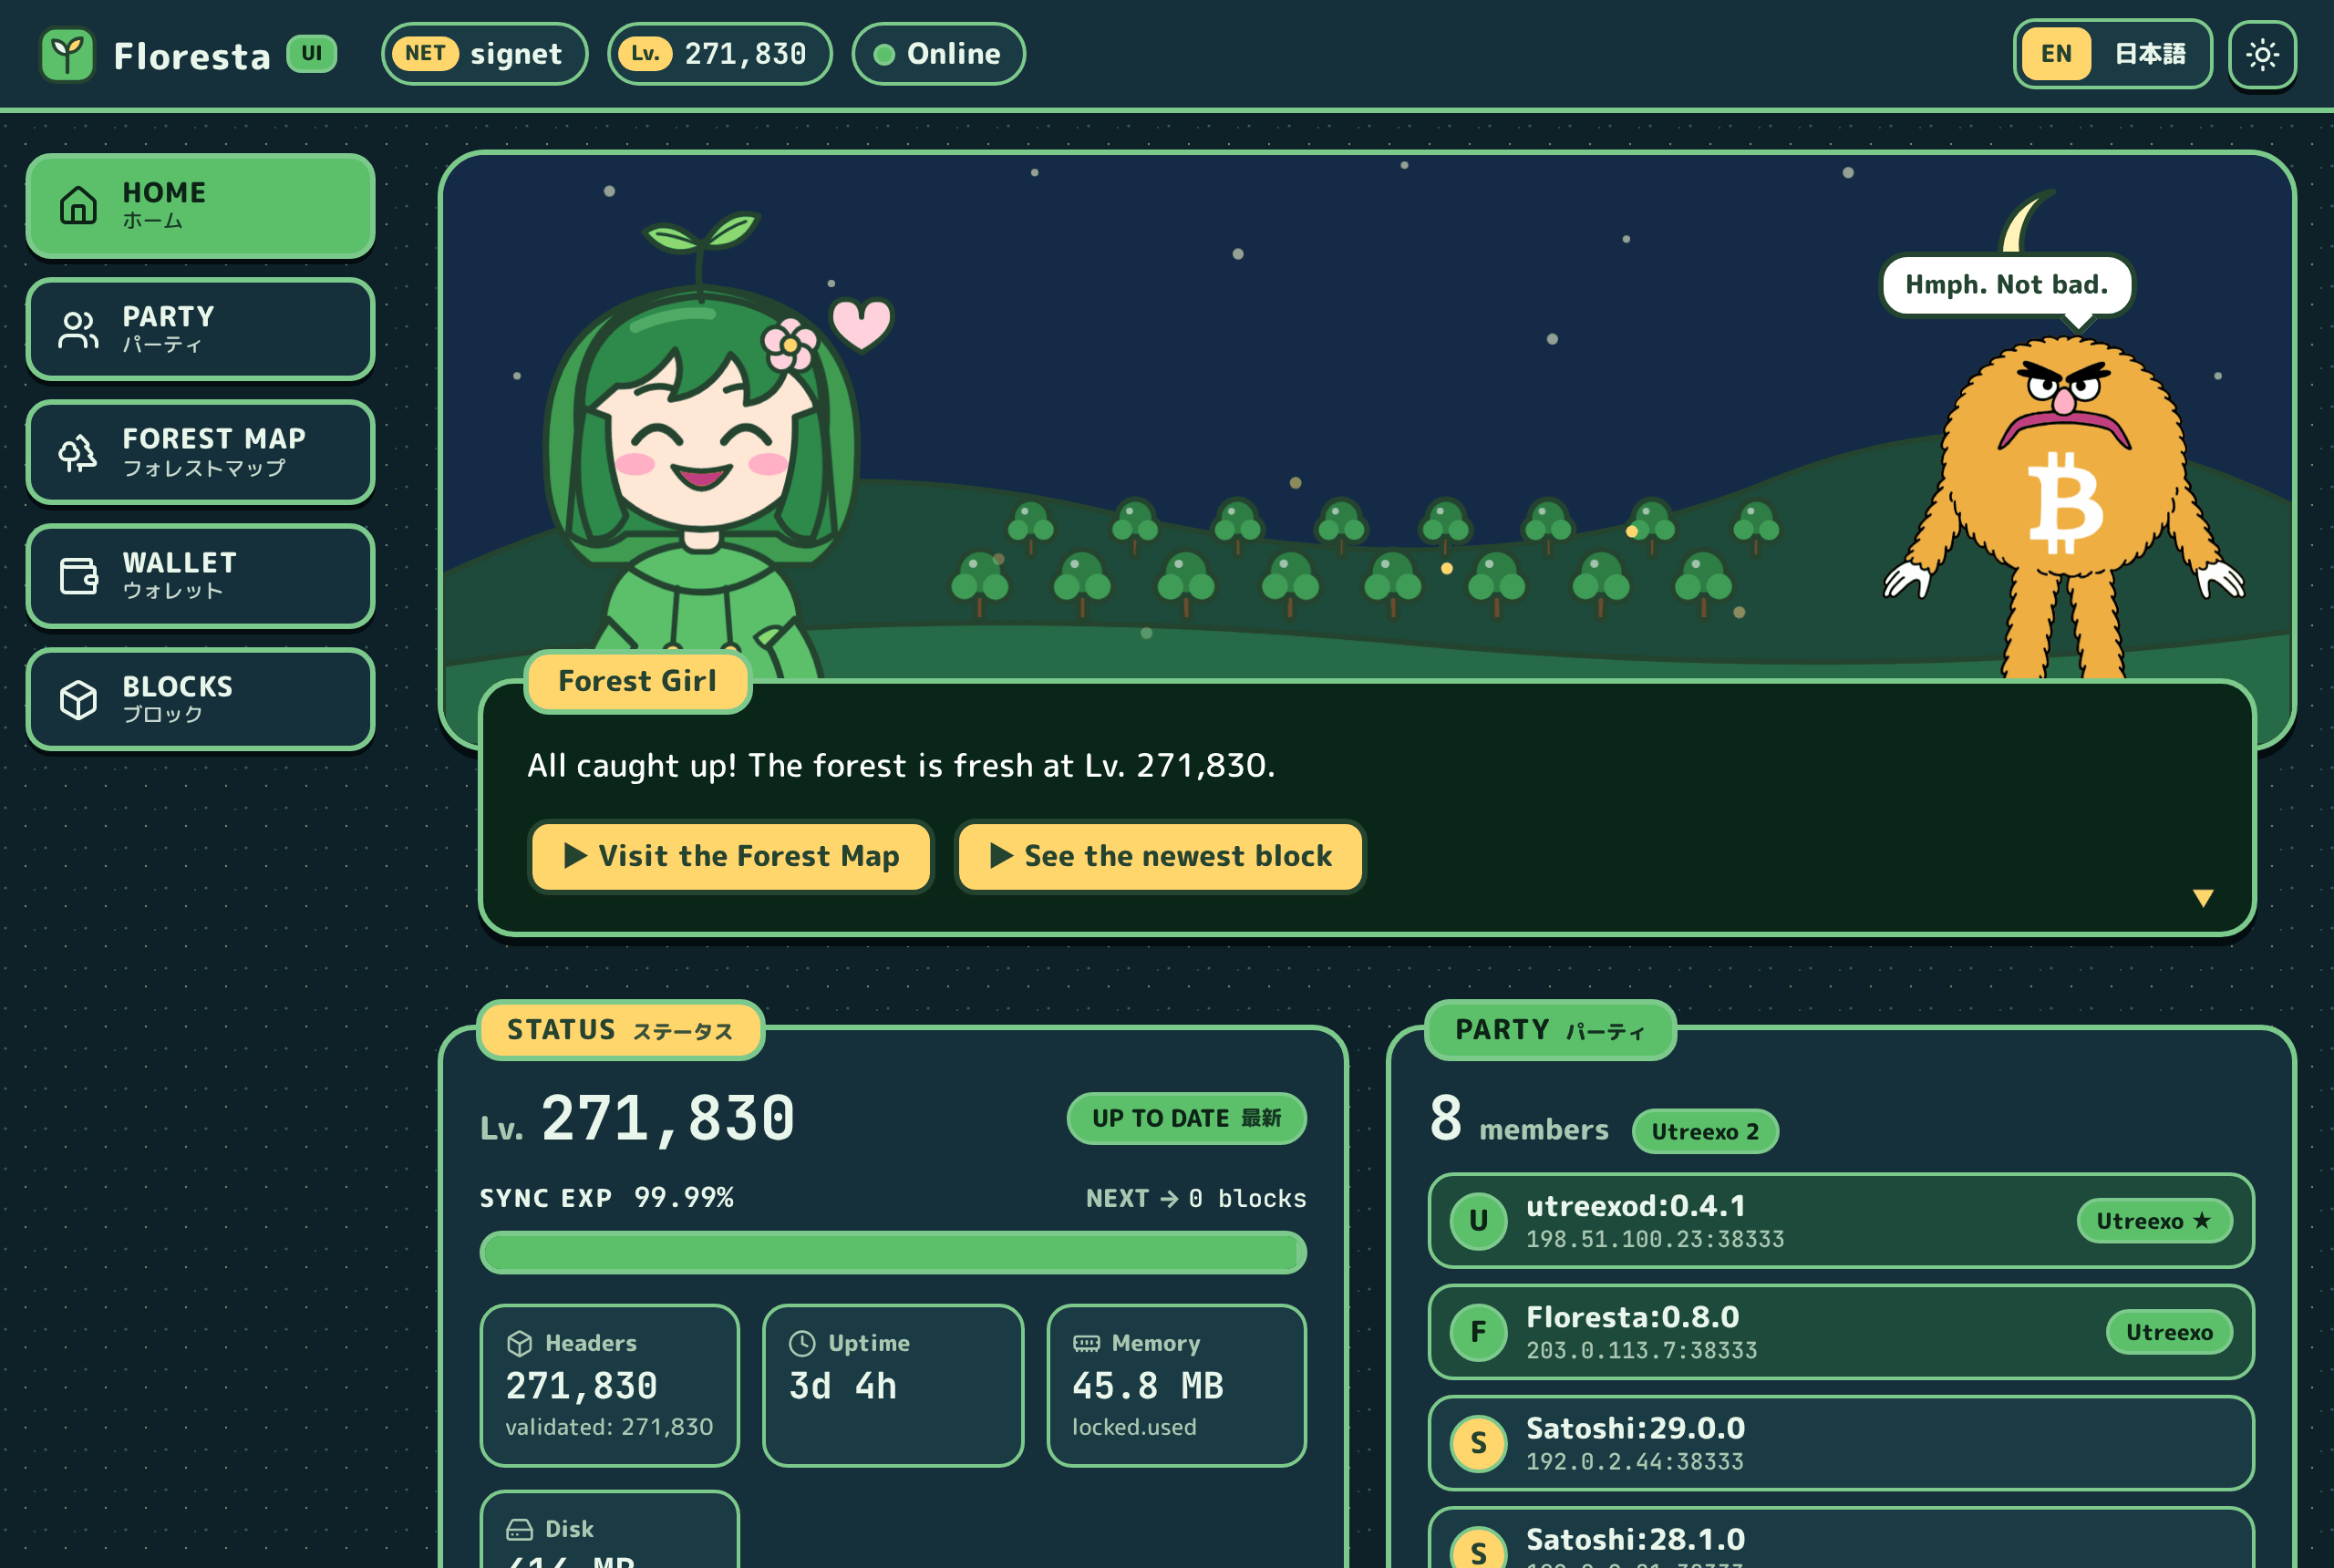 Floresta UI
NET signet
Lv. 271,830
Online
EN 日本語
HOME
ホーム
PARTY
パーティ
FOREST MAP
フォレストマップ
WALLET
ウォレット
BLOCKS
ブロック
Hmph. Not bad.
Forest Girl
All caught up! The forest is fresh at Lv. 271,830.
▶ Visit the Forest Map
▶ See the newest block
▼
STATUS ステータス
Lv. 271,830
UP TO DATE 最新
SYNC EXP 99.99%
NEXT → 0 blocks
Headers
271,830
validated: 271,830
Uptime
3d 4h
Memory
45.8 MB
locked.used
Disk
PARTY パーティ
8 members Utreexo 2
U
utreexod:0.4.1
198.51.100.23:38333
Utreexo ★
F
Floresta:0.8.0
203.0.113.7:38333
Utreexo
S
Satoshi:29.0.0
192.0.2.44:38333
S
Satoshi:28.1.0